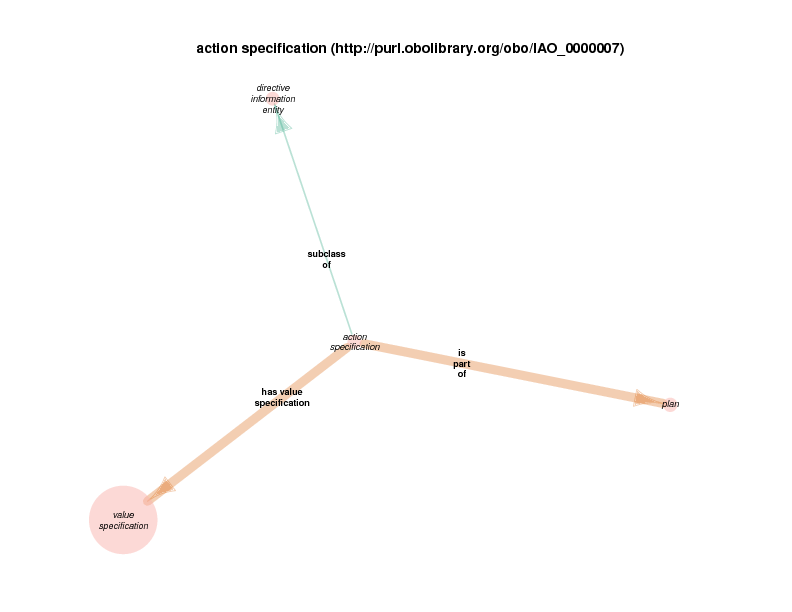 action specification (http://purl.obolibrary.org/obo/IAO_0000007)
directive
information
entity
subclass
of
action
specification
is
part
of
has value
specification
plan
value
specification